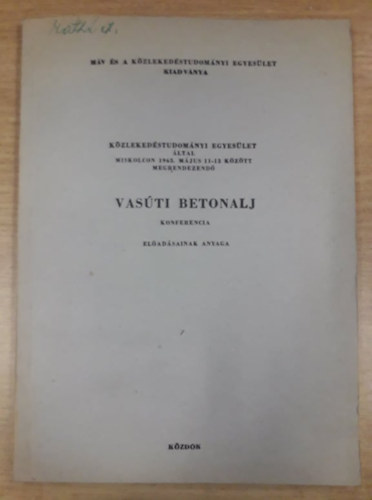 MÁV ÉS A KÖZLEKEDÉSTUDOMÁNYI EGYESÜLET
KIADVÁNYA
KÖZLEKEDÉSTUDOMÁNYI EGYESÜLET
ÁLTAL
MISKOLCON 1962. MÁJUS 11-12 KÖZÖTT
MEGRENDEZENDŐ
VASÚTI BETONALJ
KONFERENCIA
ELŐADÁSAINAK ANYAGA
KÖZDOK